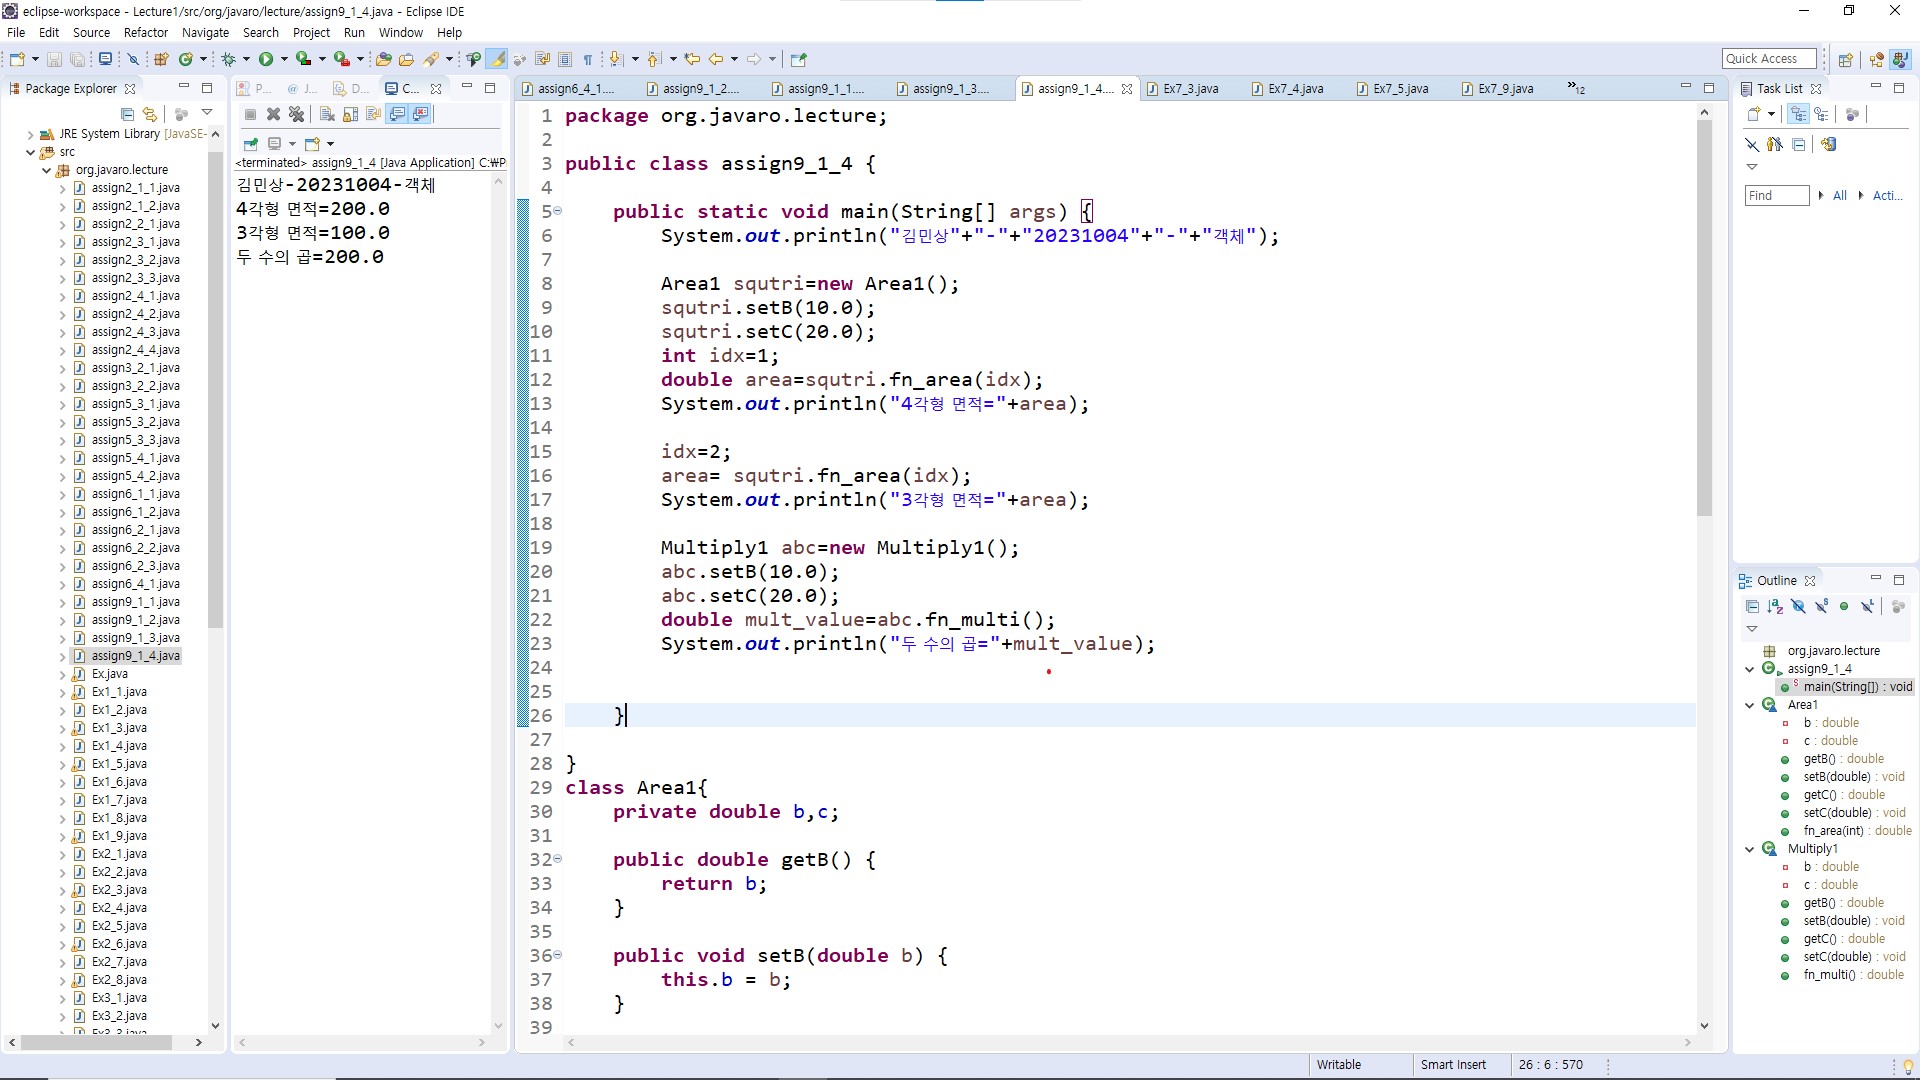 eclipse-workspace - Lecture1/src/org/javaro/lecture/assign9_1_4.java - Eclipse IDE
File Edit Source Refactor Navigate Search Project Run Window Help
Quick Access
Package Explorer
JRE System Library [JavaSE-
src
org.javaro.lecture
assign2_1_1.java
assign2_1_2.java
assign2_2_1.java
assign2_3_1.java
assign2_3_2.java
assign2_3_3.java
assign2_4_1.java
assign2_4_2.java
assign2_4_3.java
assign2_4_4.java
assign3_2_1.java
assign3_2_2.java
assign5_3_1.java
assign5_3_2.java
assign5_3_3.java
assign5_4_1.java
assign5_4_2.java
assign6_1_1.java
assign6_1_2.java
assign6_2_1.java
assign6_2_2.java
assign6_2_3.java
assign6_4_1.java
assign9_1_1.java
assign9_1_2.java
assign9_1_3.java
assign9_1_4.java
Ex.java
Ex1_1.java
Ex1_2.java
Ex1_3.java
Ex1_4.java
Ex1_5.java
Ex1_6.java
Ex1_7.java
Ex1_8.java
Ex1_9.java
Ex2_1.java
Ex2_2.java
Ex2_3.java
Ex2_4.java
Ex2_5.java
Ex2_6.java
Ex2_7.java
Ex2_8.java
Ex3_1.java
Ex3_2.java
P... J... D... C...
<terminated> assign9_1_4 [Java Application] C:₩P
김민상-20231004-객체
4각형 면적=200.0
3각형 면적=100.0
두 수의 곱=200.0
assign6_4_1.... assign9_1_2.... assign9_1_1.... assign9_1_3.... assign9_1_4.... Ex7_3.java Ex7_4.java Ex7_5.java Ex7_9.java »12
1 package org.javaro.lecture;
2
3 public class assign9_1_4 {
4
5 public static void main(String[] args) {
6 System.out.println("김민상"+"-"+"20231004"+"-"+"객체");
7
8 Area1 squtri=new Area1();
9 squtri.setB(10.0);
10 squtri.setC(20.0);
11 int idx=1;
12 double area=squtri.fn_area(idx);
13 System.out.println("4각형 면적="+area);
14
15 idx=2;
16 area= squtri.fn_area(idx);
17 System.out.println("3각형 면적="+area);
18
19 Multiply1 abc=new Multiply1();
20 abc.setB(10.0);
21 abc.setC(20.0);
22 double mult_value=abc.fn_multi();
23 System.out.println("두 수의 곱="+mult_value);
24
25
26 }
27
28 }
29 class Area1{
30 private double b,c;
31
32 public double getB() {
33 return b;
34 }
35
36 public void setB(double b) {
37 this.b = b;
38 }
39
Task List
Find All Acti...
Outline
org.javaro.lecture
assign9_1_4
main(String[]) : void
Area1
b : double
c : double
getB() : double
setB(double) : void
getC() : double
setC(double) : void
fn_area(int) : double
Multiply1
b : double
c : double
getB() : double
setB(double) : void
getC() : double
setC(double) : void
fn_multi() : double
Writable Smart Insert 26 : 6 : 570